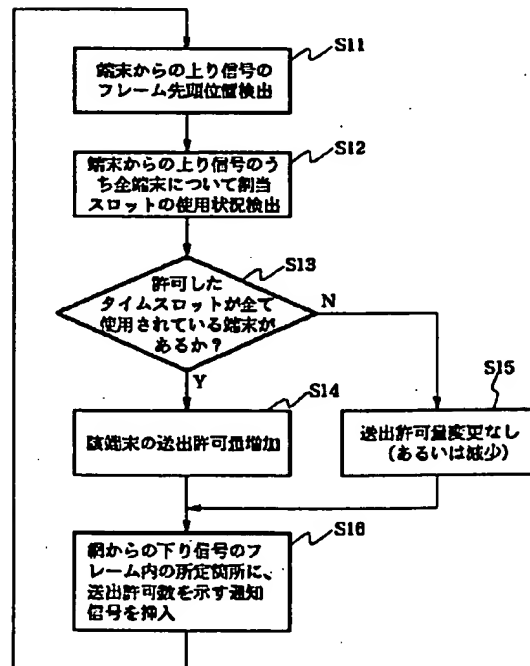 S11
端末からの上り信号の
フレーム先頭位置検出
S12
端末からの上り信号のう
ち全端末について割当
スロットの使用状況検出
S13
許可した
タイムスロットが全て
使用されている端末が
あるか?
N
Y
S14
該端末の送出許可量増加
S15
送出許可量変更なし
(あるいは減少)
S16
網からの下り信号のフ
レーム内の所定箇所に、
送出許可数を示す通知
信号を挿入